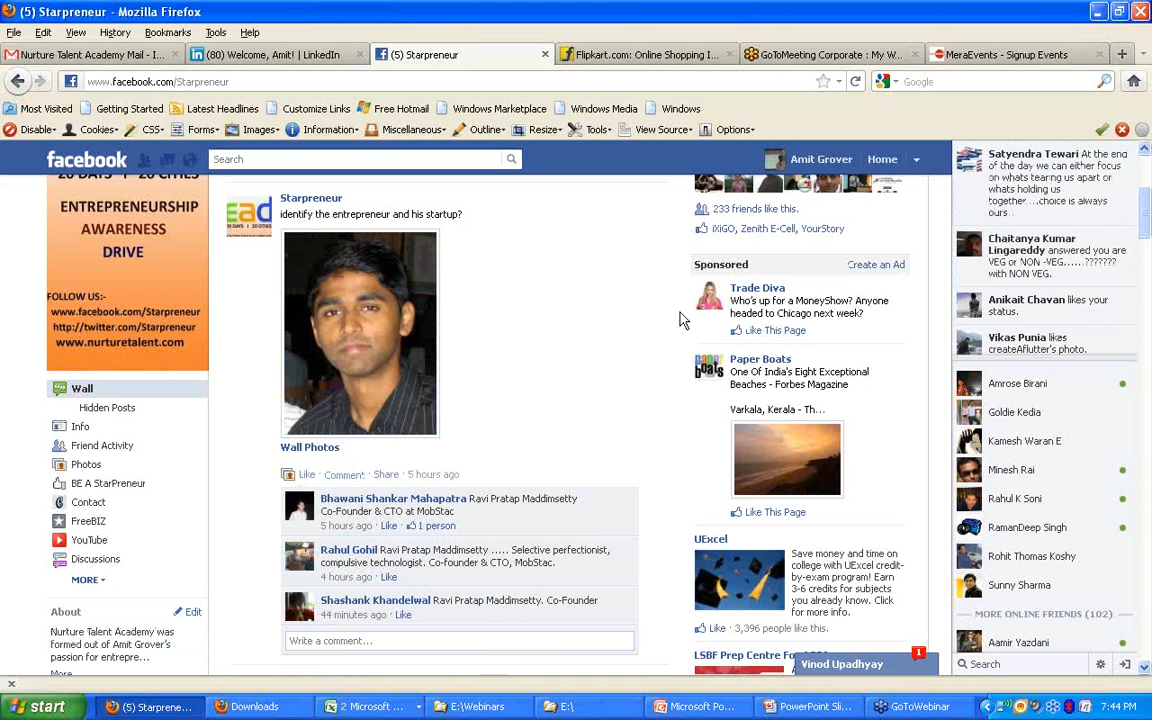 (5) Starpreneur - Mozilla Firefox
File Edit View History Bookmarks Tools Help
Nurture Talent Academy Mail - I... (80) Welcome, Amit! | LinkedIn (5) Starpreneur Flipkart.com: Online Shopping I... GoToMeeting Corporate : My W... MeraEvents - Signup Events
www.facebook.com/Starpreneur Google
Most Visited Getting Started Latest Headlines Customize Links Free Hotmail Windows Marketplace Windows Media Windows
Disable Cookies CSS Forms Images Information Miscellaneous Outline Resize Tools View Source Options
facebook Search Amit Grover Home
20 DAYS | 20 CITIES
ENTREPRENEURSHIP
AWARENESS
DRIVE
FOLLOW US:-
www.facebook.com/Starpreneur
http://twitter.com/Starpreneur
www.nurturetalent.com
Wall
Hidden Posts
Info
Friend Activity
Photos
BE A StarPreneur
Contact
FreeBIZ
YouTube
Discussions
MORE
About Edit
Nurture Talent Academy was
formed out of Amit Grover's
passion for entrepre...
More
ead
20 DAYS | 20 CITIES
Starpreneur
identify the entrepreneur and his startup?
Wall Photos
Like · Comment · Share · 5 hours ago
Bhawani Shankar Mahapatra Ravi Pratap Maddimsetty
Co-Founder & CTO at MobStac
5 hours ago · Like · 1 person
Rahul Gohil Ravi Pratap Maddimsetty ..... Selective perfectionist,
compulsive technologist. Co-founder & CTO, MobStac.
4 hours ago · Like
Shashank Khandelwal Ravi Pratap Maddimsetty. Co-Founder
44 minutes ago · Like
Write a comment...
233 friends like this.
iXiGO, Zenith E-Cell, YourStory
Sponsored Create an Ad
Trade Diva
Who's up for a MoneyShow? Anyone
headed to Chicago next week?
Like This Page
paper
boats
Paper Boats
One Of India's Eight Exceptional
Beaches - Forbes Magazine
Varkala, Kerala - Th...
Like This Page
UExcel
Save money and time on
college with UExcel credit-
by-exam program! Earn
3-6 credits for subjects
you already know. Click
for more info.
Like · 3,396 people like this.
LSBF Prep Centre For
Vinod Upadhyay 1
Satyendra Tewari At the end
of the day we can either focus
on whats tearing us apart or
whats holding us
together....choice is always
ours..
Chaitanya Kumar
Lingareddy answered you are
VEG or NON -VEG......???????
with NON VEG.
Anikait Chavan likes your
status.
Vikas Punia likes
createAflutter's photo.
Amrose Birani
Goldie Kedia
Kamesh Waran E
Minesh Rai
Rahul K Soni
RamanDeep Singh
Rohit Thomas Koshy
Sunny Sharma
MORE ONLINE FRIENDS (102)
Aamir Yazdani
Search
start (5) Starprene... Downloads 2 Microsoft ... E:\Webinars E:\ Microsoft Po... PowerPoint Sli... GoToWebinar 7:44 PM